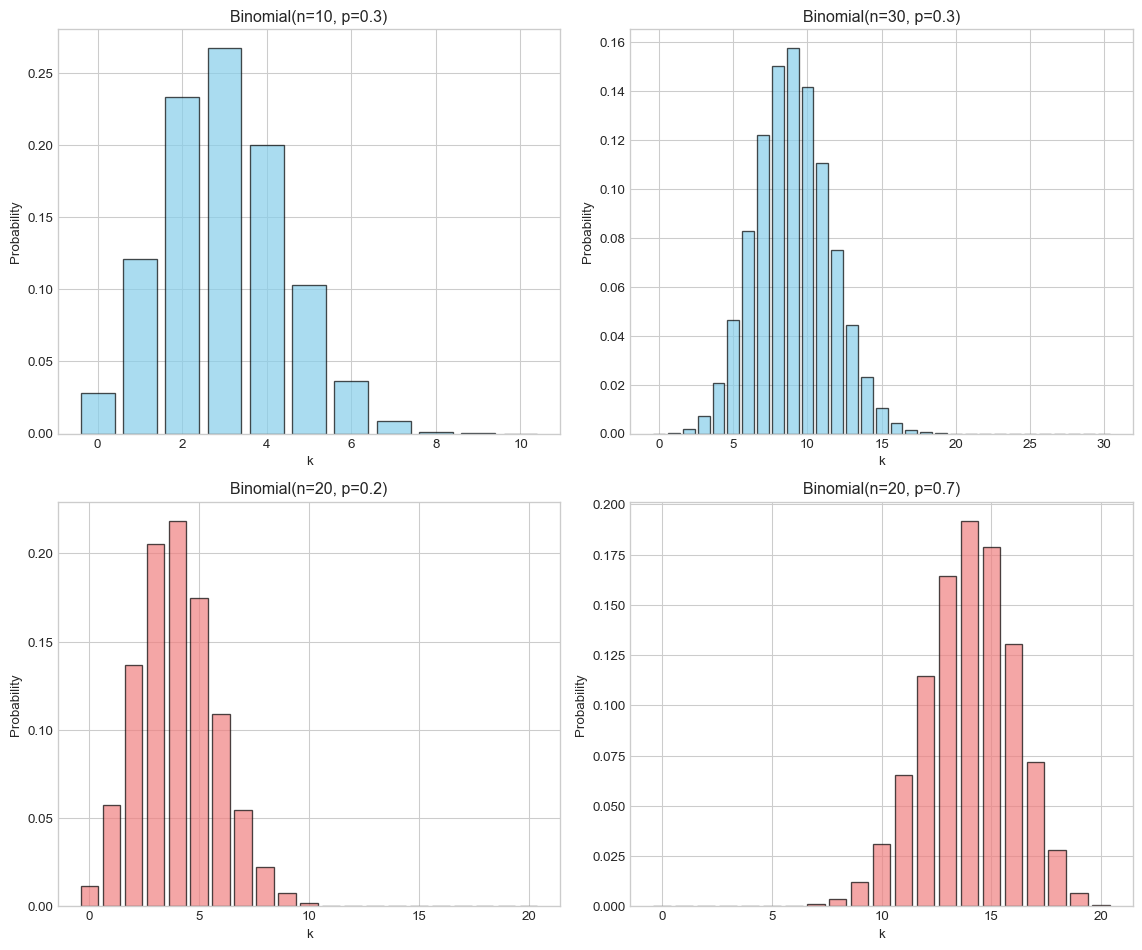 Binomial(n=10, p=0.3)
Probability
0.25
0.20
0.15
0.10
0.05
0.00
0 2 4 6 8 10
k
Binomial(n=30, p=0.3)
Probability
0.16
0.14
0.12
0.10
0.08
0.06
0.04
0.02
0.00
0 5 10 15 20 25 30
k
Binomial(n=20, p=0.2)
Probability
0.20
0.15
0.10
0.05
0.00
0 5 10 15 20
k
Binomial(n=20, p=0.7)
Probability
0.200
0.175
0.150
0.125
0.100
0.075
0.050
0.025
0.000
0 5 10 15 20
k